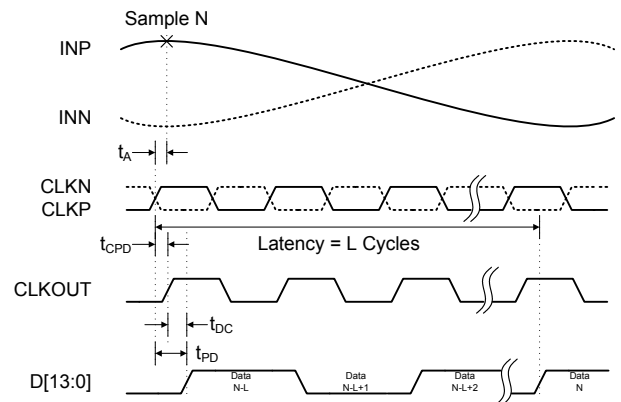 Sample N
INP
INN
tA
CLKN
CLKP
tCPD
Latency = L Cycles
CLKOUT
tDC
tPD
D[13:0]
Data
N-L
Data
N-L+1
Data
N-L+2
Data
N